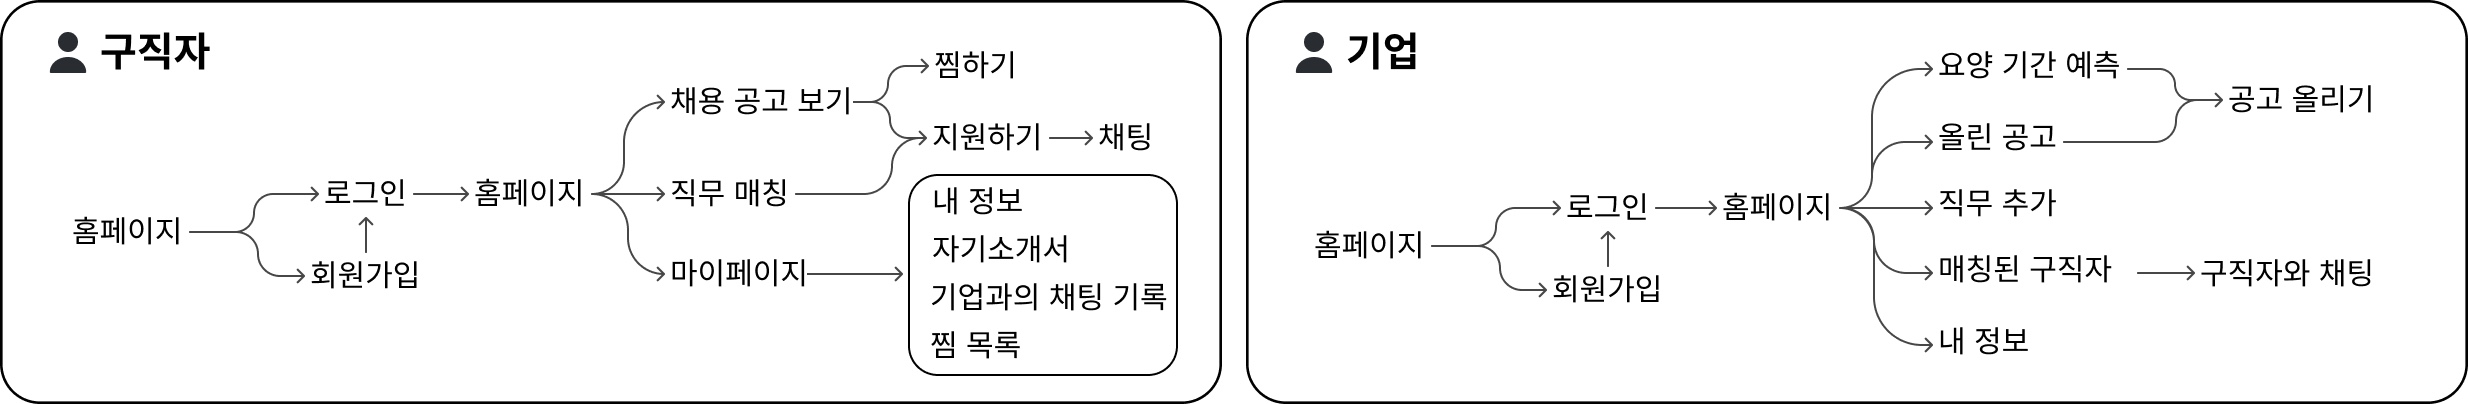 구직자
홈페이지
로그인
회원가입
홈페이지
채용 공고 보기
찜하기
지원하기
채팅
직무 매칭
마이페이지
내 정보
자기소개서
기업과의 채팅 기록
찜 목록
기업
홈페이지
로그인
회원가입
홈페이지
요양 기간 예측
올린 공고
공고 올리기
직무 추가
매칭된 구직자
구직자와 채팅
내 정보